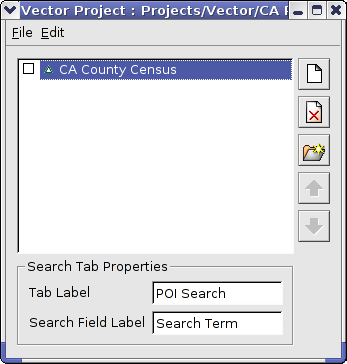 Vector Project : Projects/Vector/CA
File Edit
CA County Census
Search Tab Properties
Tab Label
POI Search
Search Field Label
Search Term